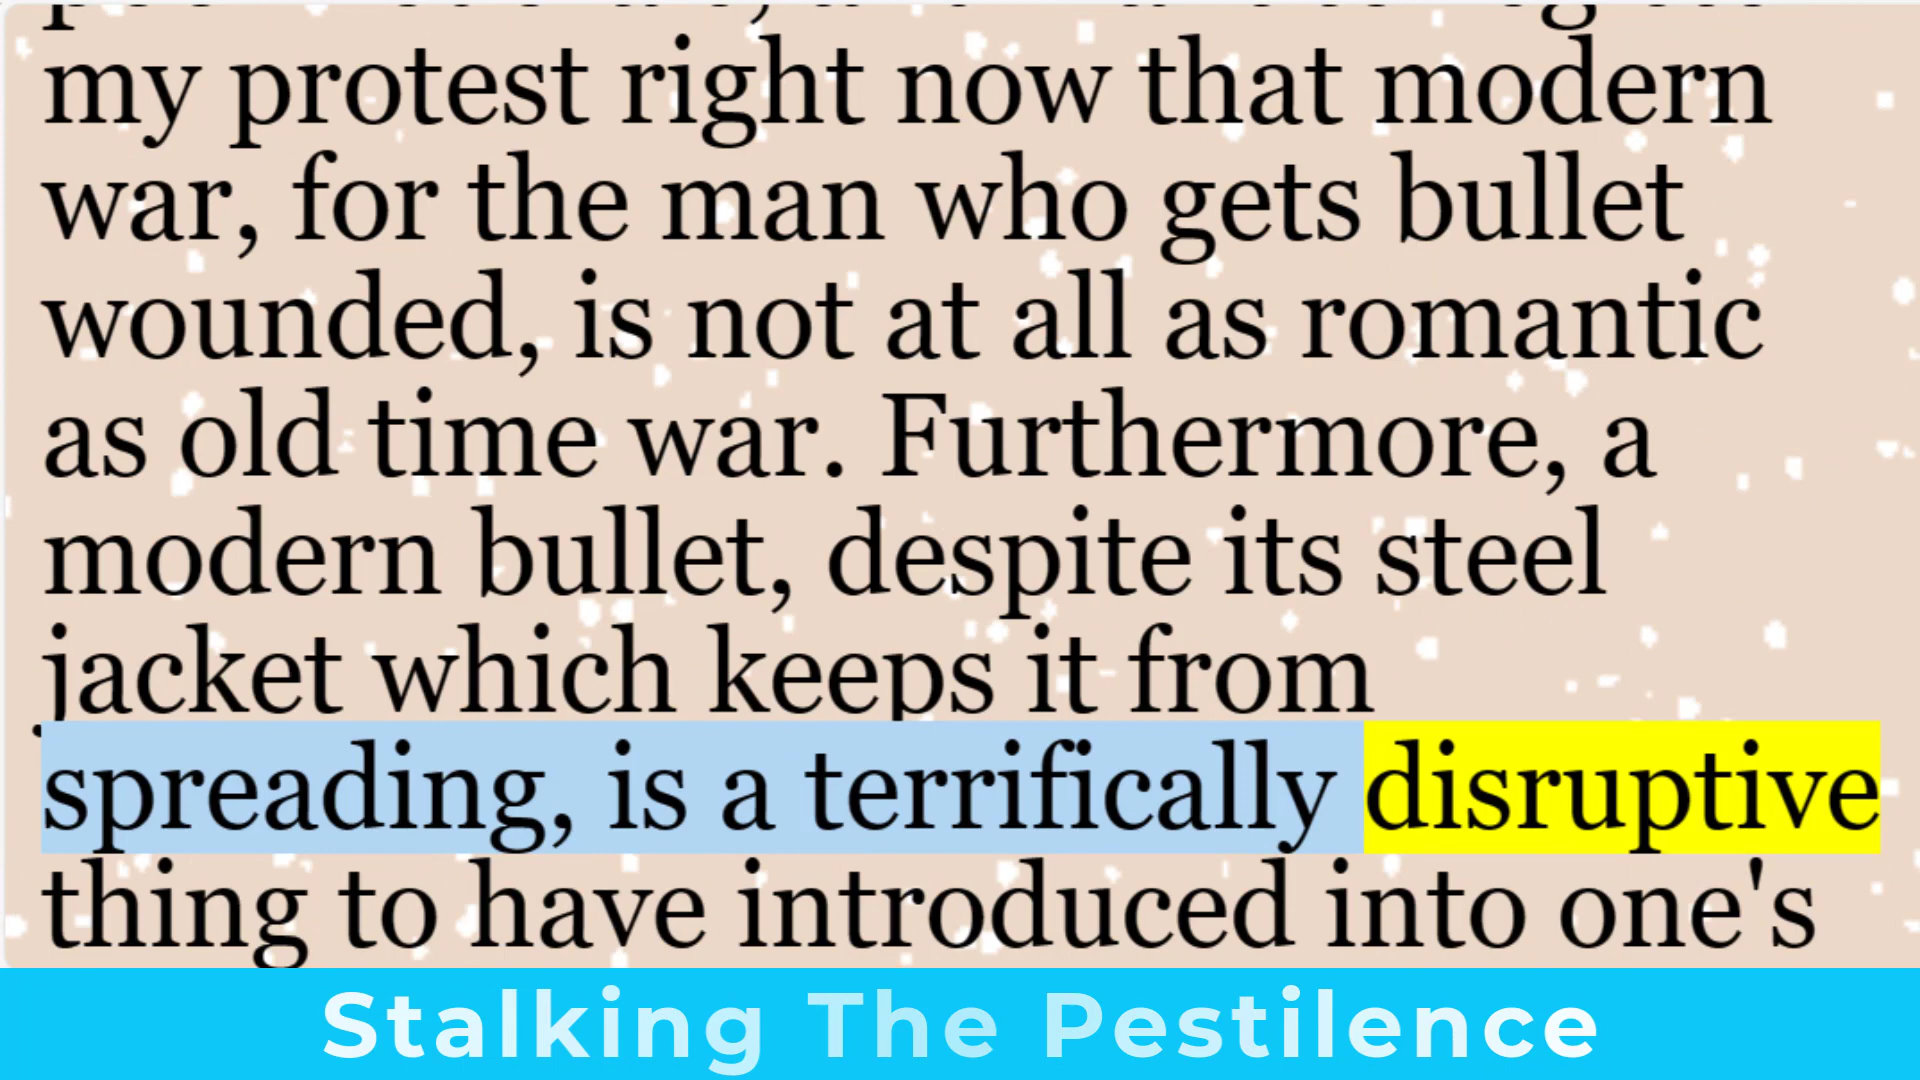 my protest right now that modern
war, for the man who gets bullet
wounded, is not at all as romantic
as old time war. Furthermore, a
modern bullet, despite its steel
jacket which keeps it from
spreading, is a terrifically disruptive
thing to have introduced into one's
Stalking The Pestilence